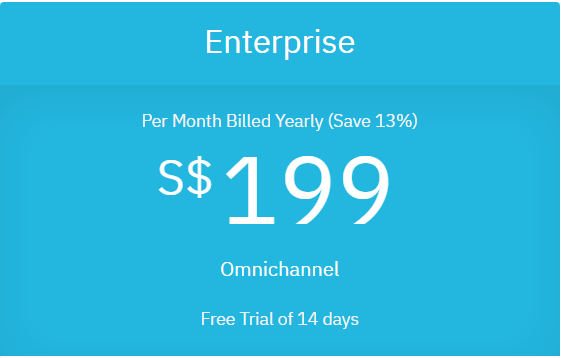 Enterprise
Per Month Billed Yearly (Save 13%)
S$199
Omnichannel
Free Trial of 14 days